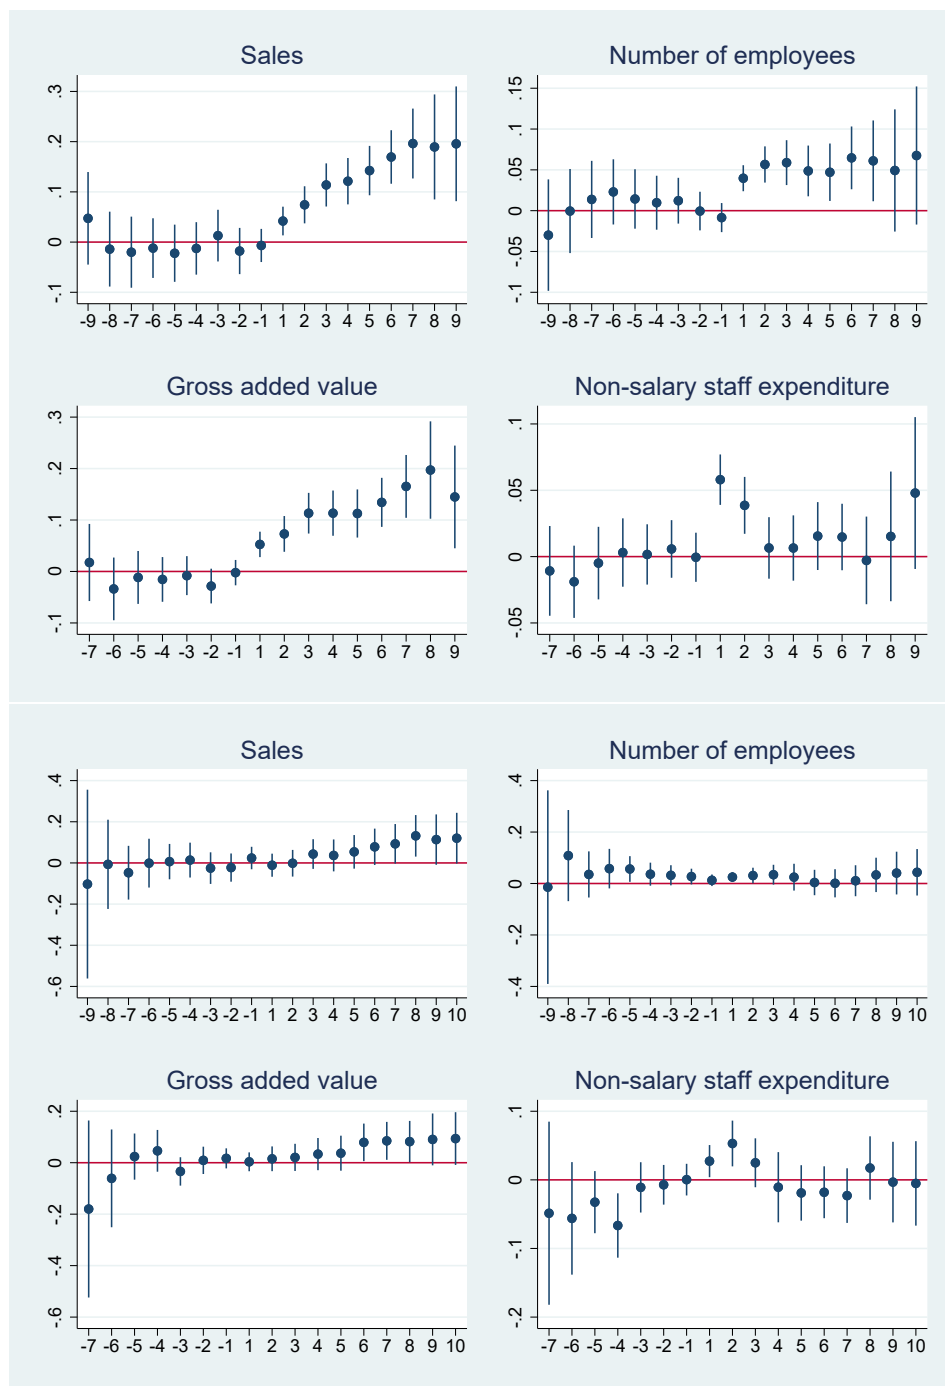 Sales
.3
.2
.1
0
-.1
-9 -8 -7 -6 -5 -4 -3 -2 -1 1 2 3 4 5 6 7 8 9
Number of employees
.15
.1
.05
0
-.05
-.1
-9 -8 -7 -6 -5 -4 -3 -2 -1 1 2 3 4 5 6 7 8 9
Gross added value
.3
.2
.1
0
-.1
-7 -6 -5 -4 -3 -2 -1 1 2 3 4 5 6 7 8 9
Non-salary staff expenditure
.1
.05
0
-.05
-7 -6 -5 -4 -3 -2 -1 1 2 3 4 5 6 7 8 9
Sales
.4
.2
0
-.2
-.4
-.6
-9 -8 -7 -6 -5 -4 -3 -2 -1 1 2 3 4 5 6 7 8 9 10
Number of employees
.4
.2
0
-.2
-.4
-9 -8 -7 -6 -5 -4 -3 -2 -1 1 2 3 4 5 6 7 8 9 10
Gross added value
.2
0
-.2
-.4
-.6
-7 -6 -5 -4 -3 -2 -1 1 2 3 4 5 6 7 8 9 10
Non-salary staff expenditure
.1
0
-.1
-.2
-7 -6 -5 -4 -3 -2 -1 1 2 3 4 5 6 7 8 9 10